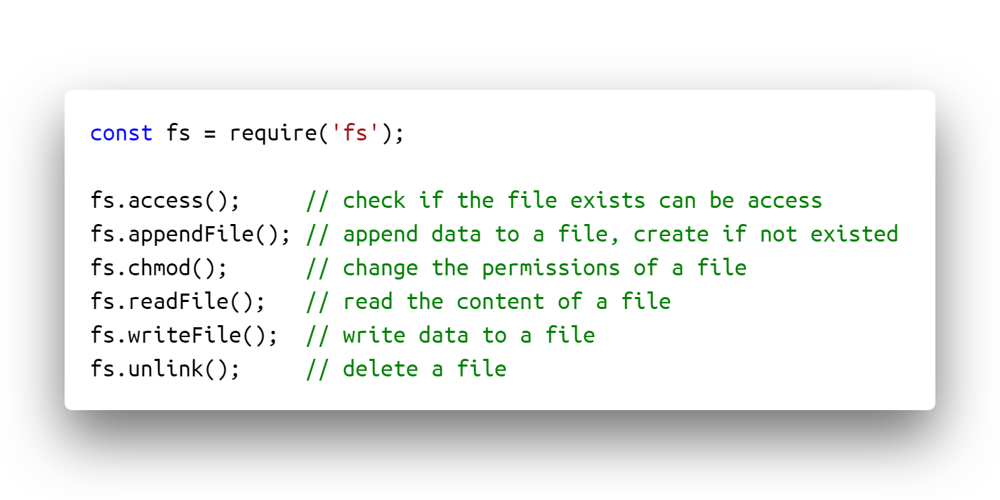 const fs = require('fs');

fs.access();     // check if the file exists can be access
fs.appendFile(); // append data to a file, create if not existed
fs.chmod();      // change the permissions of a file
fs.readFile();   // read the content of a file
fs.writeFile();  // write data to a file
fs.unlink();     // delete a file